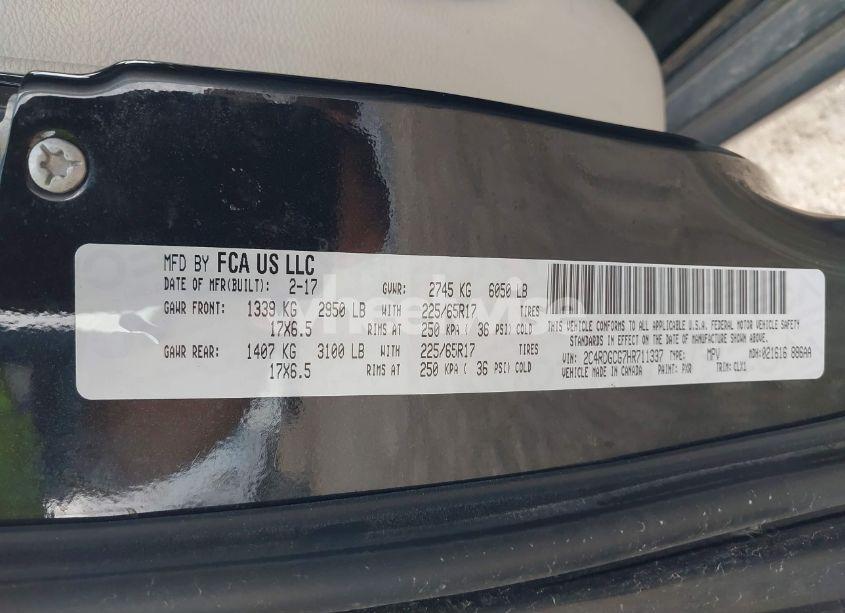 MFD BY FCA US LLC
DATE OF MFR(BUILT): 2-17 GVWR: 2745 KG 6050 LB
GAWR FRONT: 1339 KG 2950 LB WITH 225/65R17 TIRES
17X6.5 RIMS AT 250 KPA ( 36 PSI) COLD
GAWR REAR: 1407 KG 3100 LB WITH 225/65R17 TIRES
17X6.5 RIMS AT 250 KPA ( 36 PSI) COLD
THIS VEHICLE CONFORMS TO ALL APPLICABLE U.S.A. FEDERAL MOTOR VEHICLE SAFETY
STANDARDS IN EFFECT ON THE DATE OF MANUFACTURE SHOWN ABOVE.
VIN: 2C4RDGCG7HR711337 TYPE: MPV MDH: 021616 886AA
VEHICLE MADE IN CANADA PAINT: PXR TRIM: CLX1